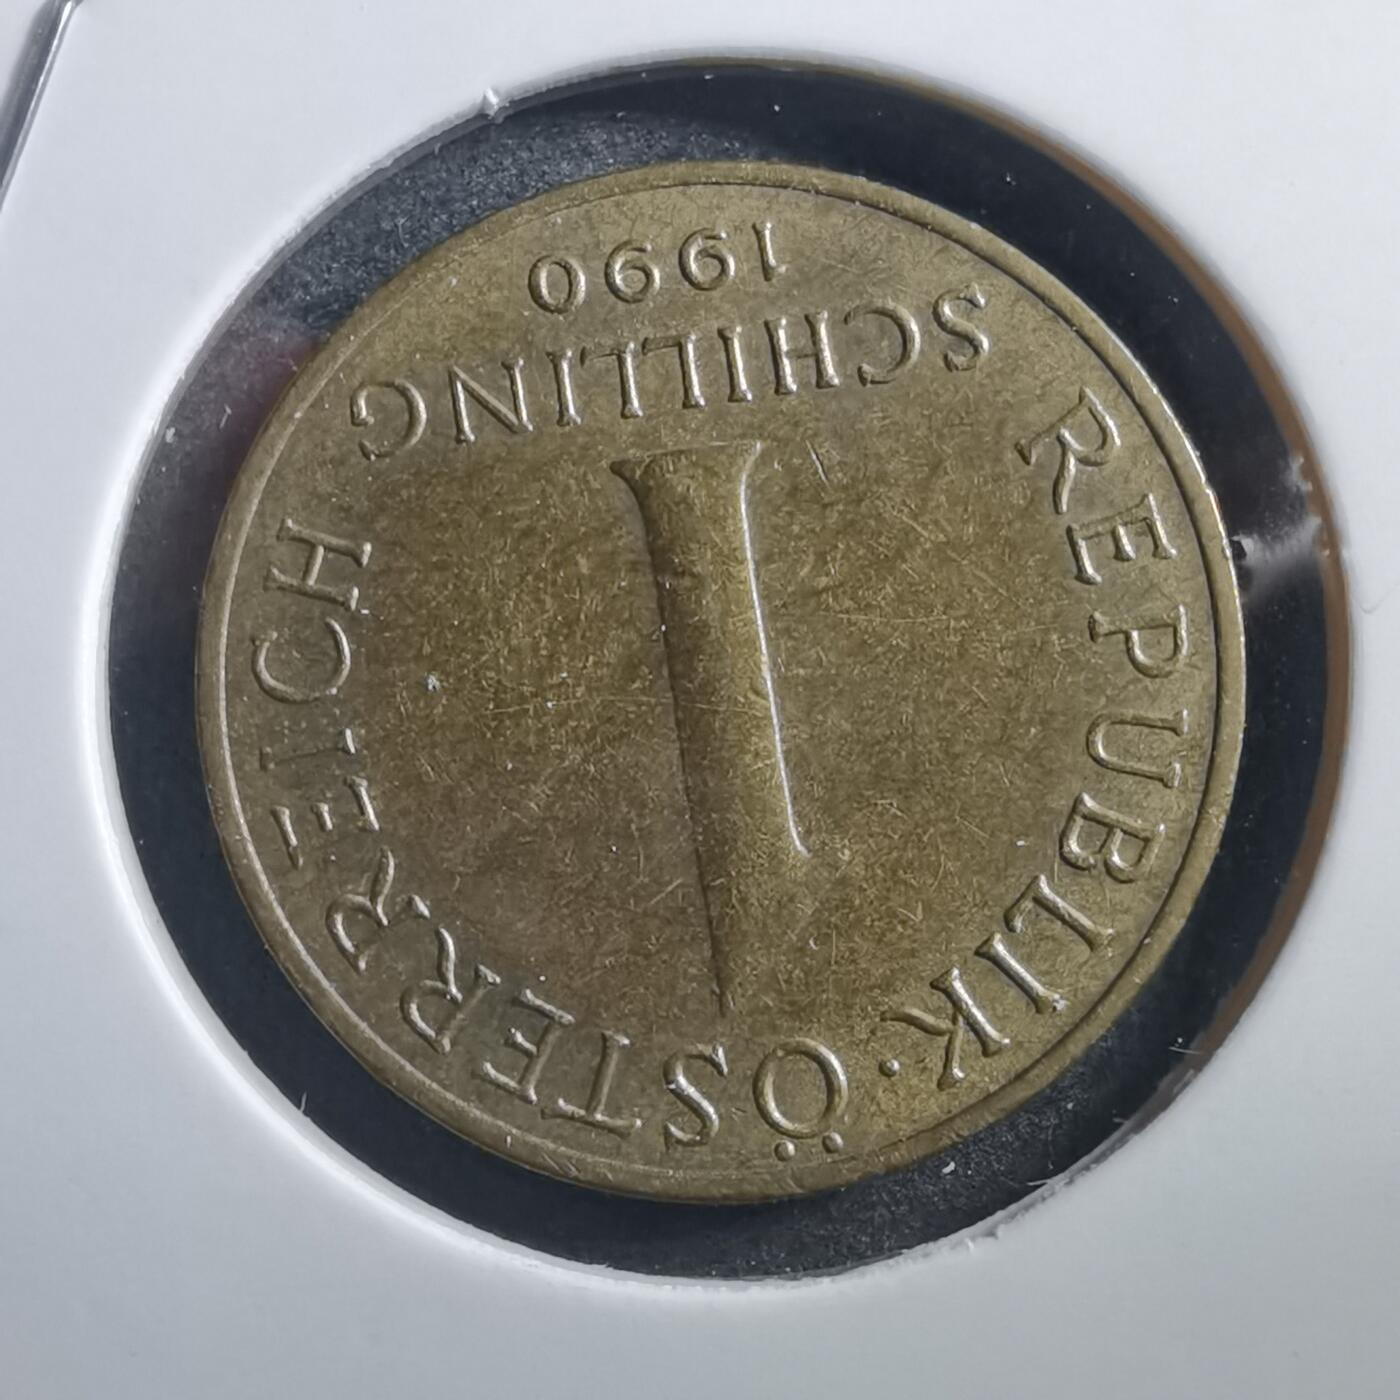 REPUBLIK · ÖSTERREICH
1
SCHILLING
1990